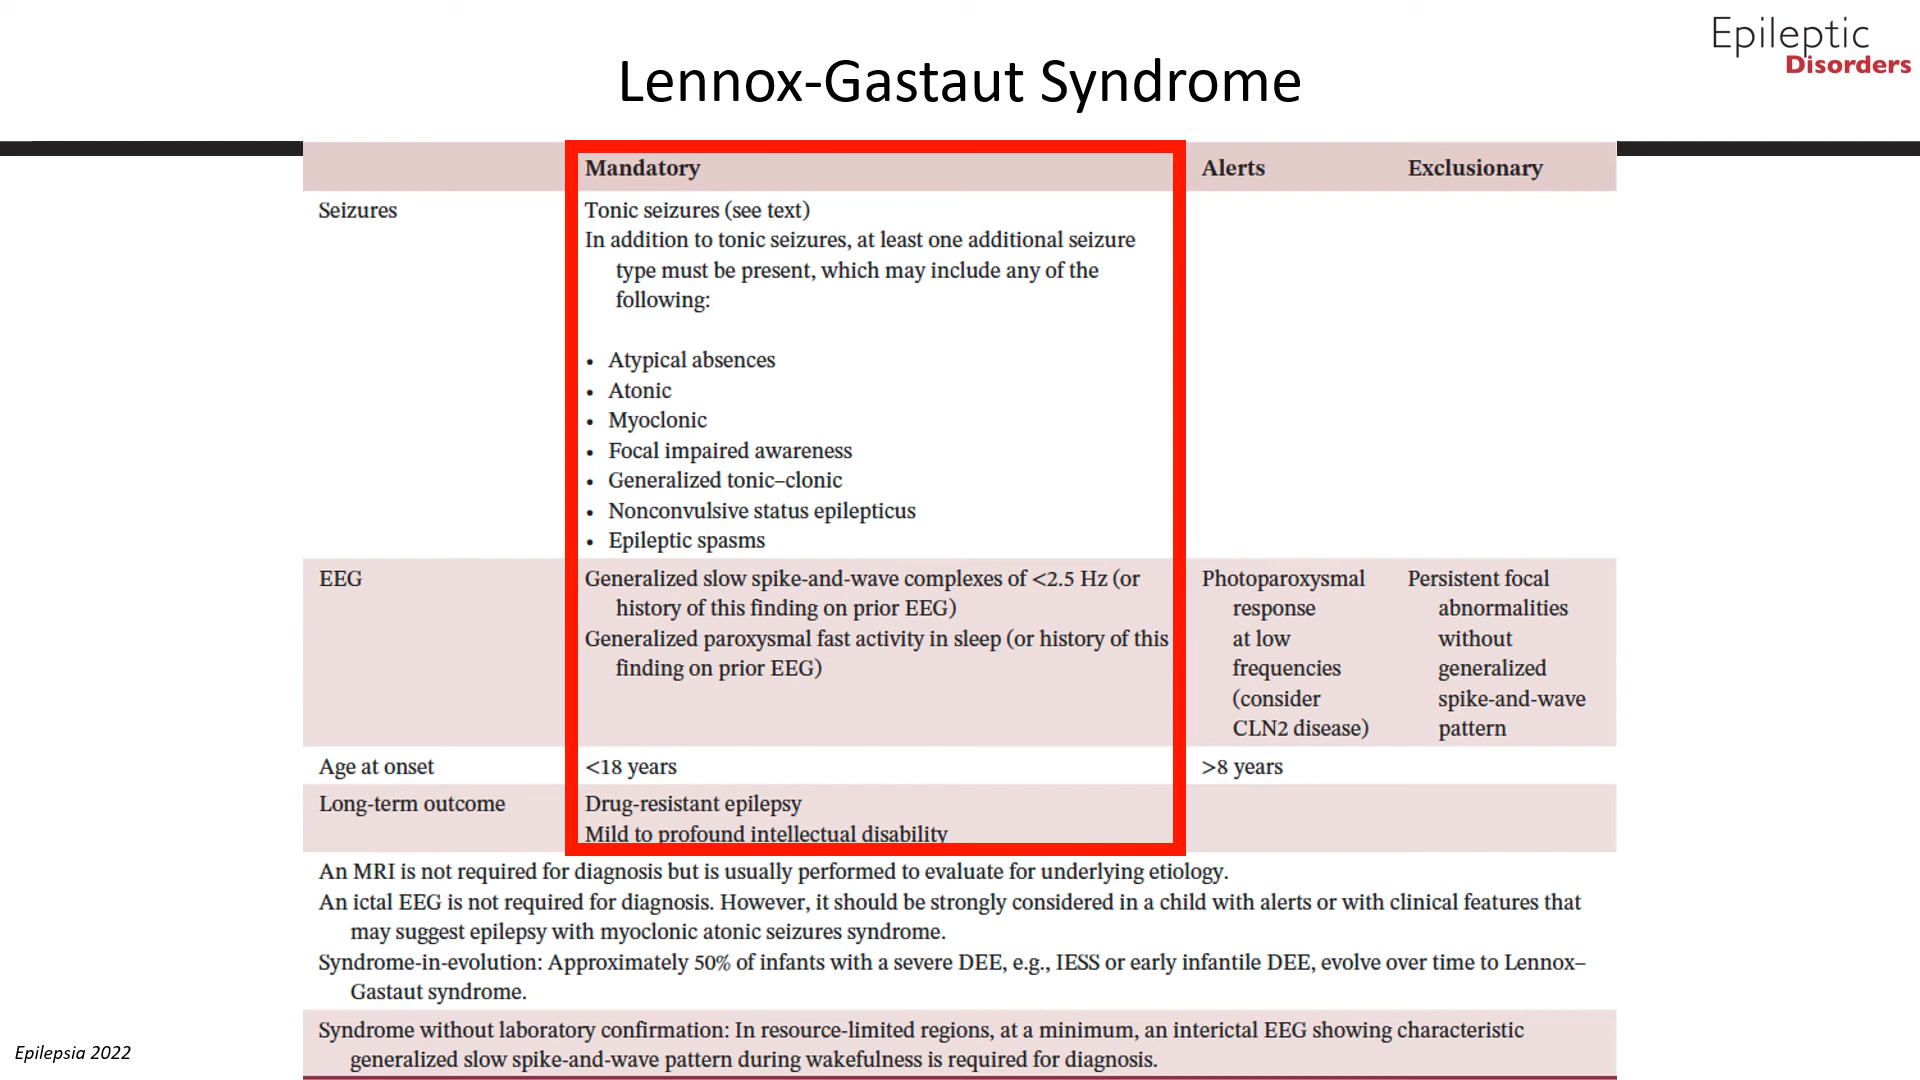 Epileptic
Disorders
Lennox-Gastaut Syndrome
Mandatory Alerts Exclusionary
Seizures
Tonic seizures (see text)
In addition to tonic seizures, at least one additional seizure
type must be present, which may include any of the
following:
• Atypical absences
• Atonic
• Myoclonic
• Focal impaired awareness
• Generalized tonic–clonic
• Nonconvulsive status epilepticus
• Epileptic spasms
EEG
Generalized slow spike-and-wave complexes of <2.5 Hz (or
history of this finding on prior EEG)
Generalized paroxysmal fast activity in sleep (or history of this
finding on prior EEG)
Photoparoxysmal
response
at low
frequencies
(consider
CLN2 disease)
Persistent focal
abnormalities
without
generalized
spike-and-wave
pattern
Age at onset <18 years >8 years
Long-term outcome
Drug-resistant epilepsy
Mild to profound intellectual disability
An MRI is not required for diagnosis but is usually performed to evaluate for underlying etiology.
An ictal EEG is not required for diagnosis. However, it should be strongly considered in a child with alerts or with clinical features that
may suggest epilepsy with myoclonic atonic seizures syndrome.
Syndrome-in-evolution: Approximately 50% of infants with a severe DEE, e.g., IESS or early infantile DEE, evolve over time to Lennox–
Gastaut syndrome.
Syndrome without laboratory confirmation: In resource-limited regions, at a minimum, an interictal EEG showing characteristic
generalized slow spike-and-wave pattern during wakefulness is required for diagnosis.
Epilepsia 2022